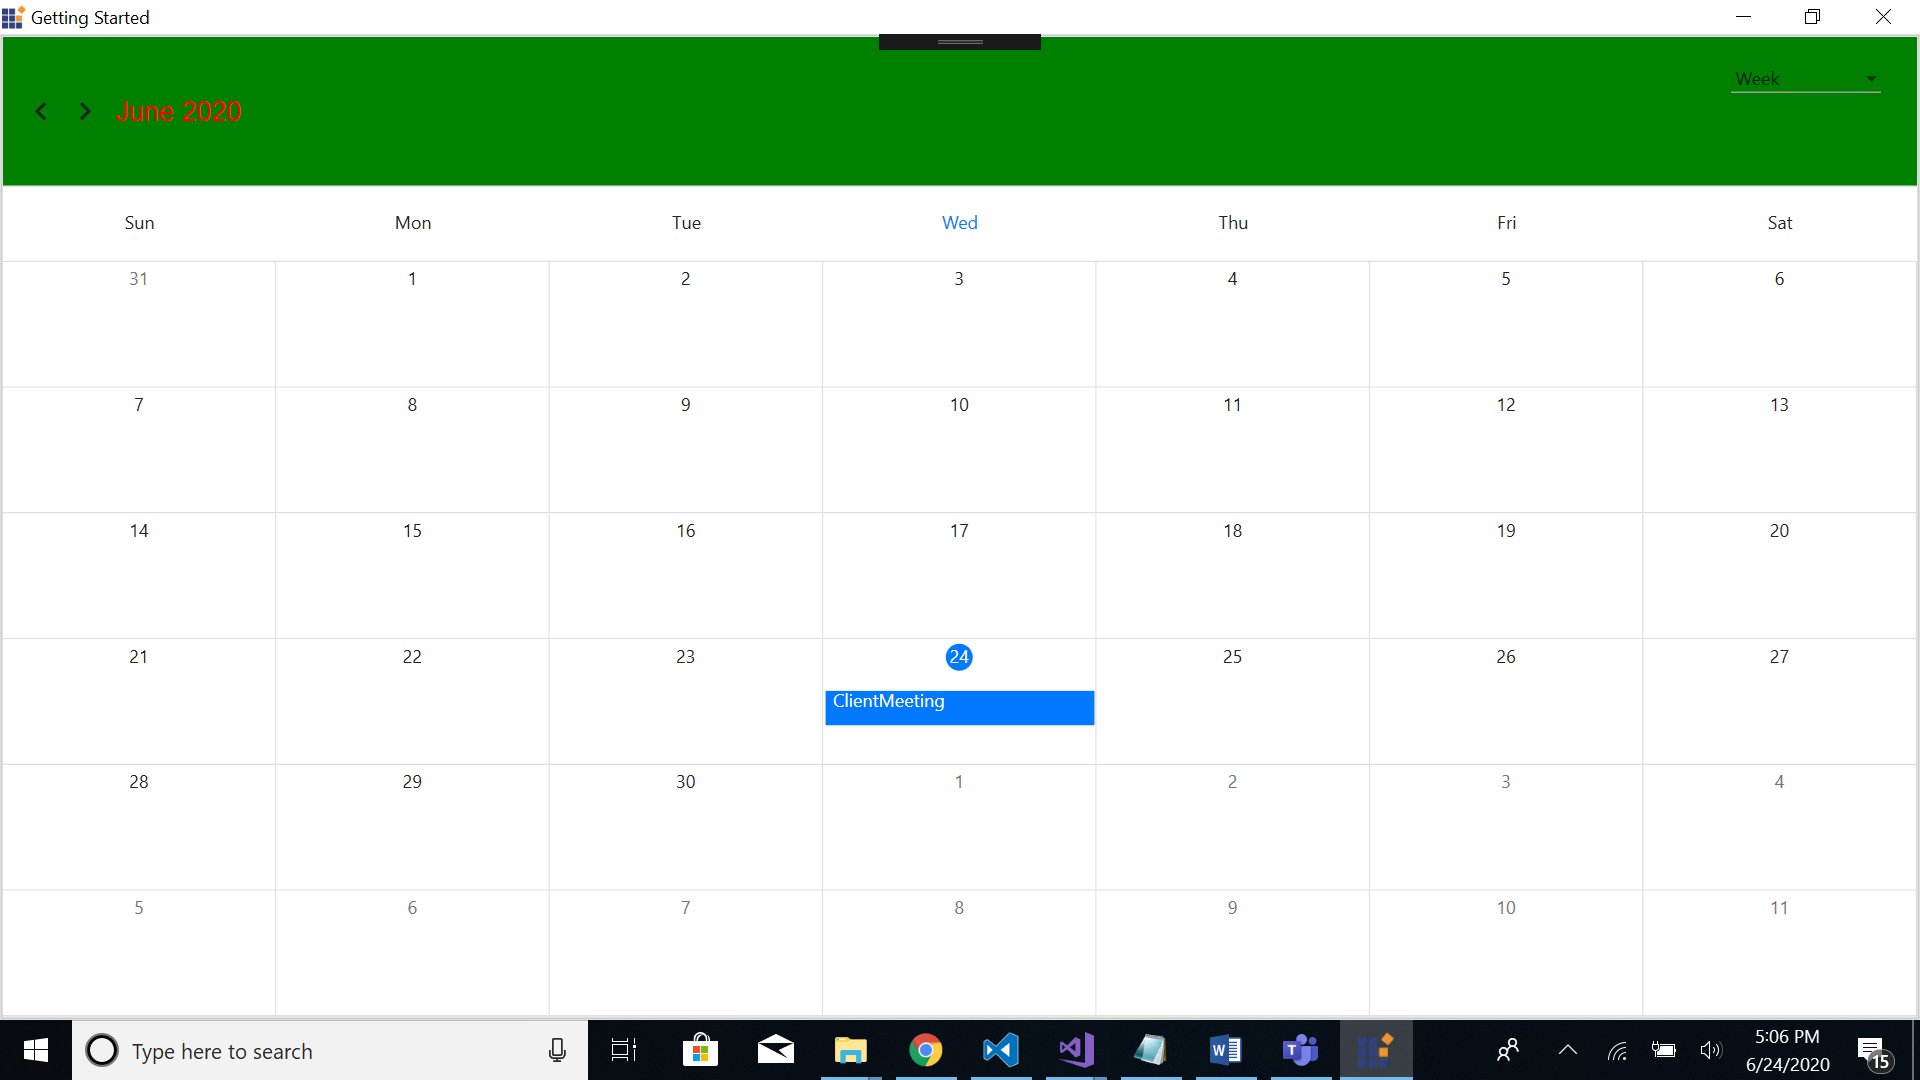 Getting Started
Week
June 2020
Sun Mon Tue Wed Thu Fri Sat
31 1 2 3 4 5 6
7 8 9 10 11 12 13
14 15 16 17 18 19 20
21 22 23 24 25 26 27
ClientMeeting
28 29 30 1 2 3 4
5 6 7 8 9 10 11
Type here to search
5:06 PM
6/24/2020
15